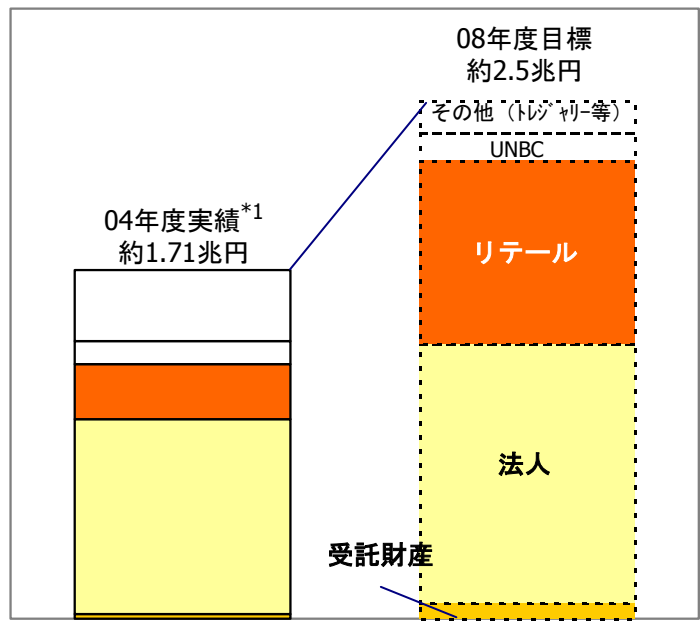 08年度目標
約2.5兆円
その他（ﾄﾚｼﾞｬﾘｰ等）
UNBC
04年度実績*1
約1.71兆円
リテール
法人
受託財産